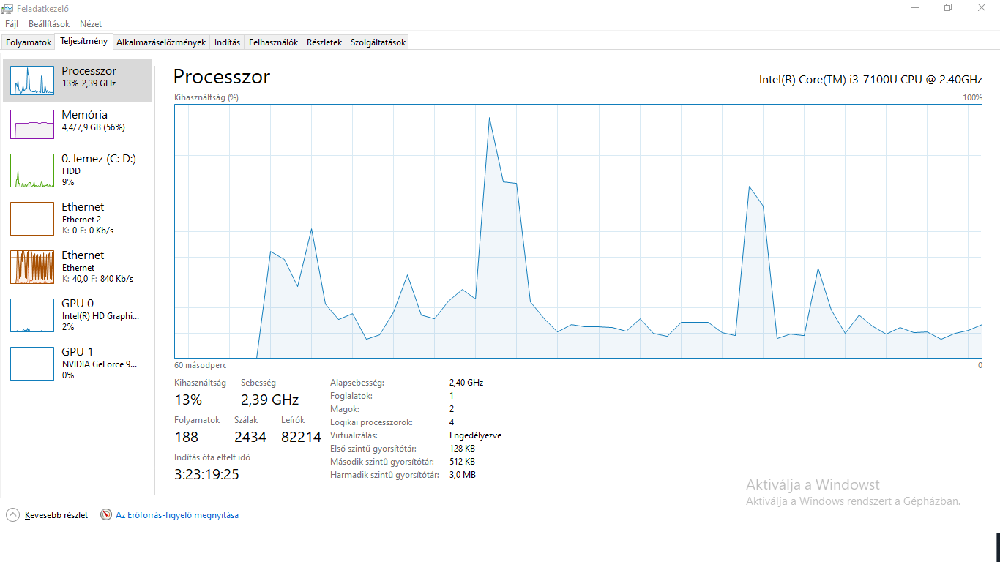 Feladatkezelő
Fájl Beállítások Nézet
Folyamatok Teljesítmény Alkalmazáselőzmények Indítás Felhasználók Részletek Szolgáltatások
Processzor
13% 2,39 GHz
Memória
4,4/7,9 GB (56%)
0. lemez (C: D:)
HDD
9%
Ethernet
Ethernet 2
K: 0 F: 0 Kb/s
Ethernet
Ethernet
K: 40,0 F: 840 Kb/s
GPU 0
Intel(R) HD Graphi...
2%
GPU 1
NVIDIA GeForce 9...
0%
Processzor
Intel(R) Core(TM) i3-7100U CPU @ 2.40GHz
Kihasználtság (%) 100%
60 másodperc 0
Kihasználtság Sebesség
13% 2,39 GHz
Folyamatok Szálak Leírók
188 2434 82214
Indítás óta eltelt idő
3:23:19:25
Alapsebesség: 2,40 GHz
Foglalatok: 1
Magok: 2
Logikai processzorok: 4
Virtualizálás: Engedélyezve
Első szintű gyorsítótár: 128 KB
Második szintű gyorsítótár: 512 KB
Harmadik szintű gyorsítótár: 3,0 MB
Aktiválja a Windowst
Aktiválja a Windows rendszert a Gépházban.
Kevesebb részlet Az Erőforrás-figyelő megnyitása